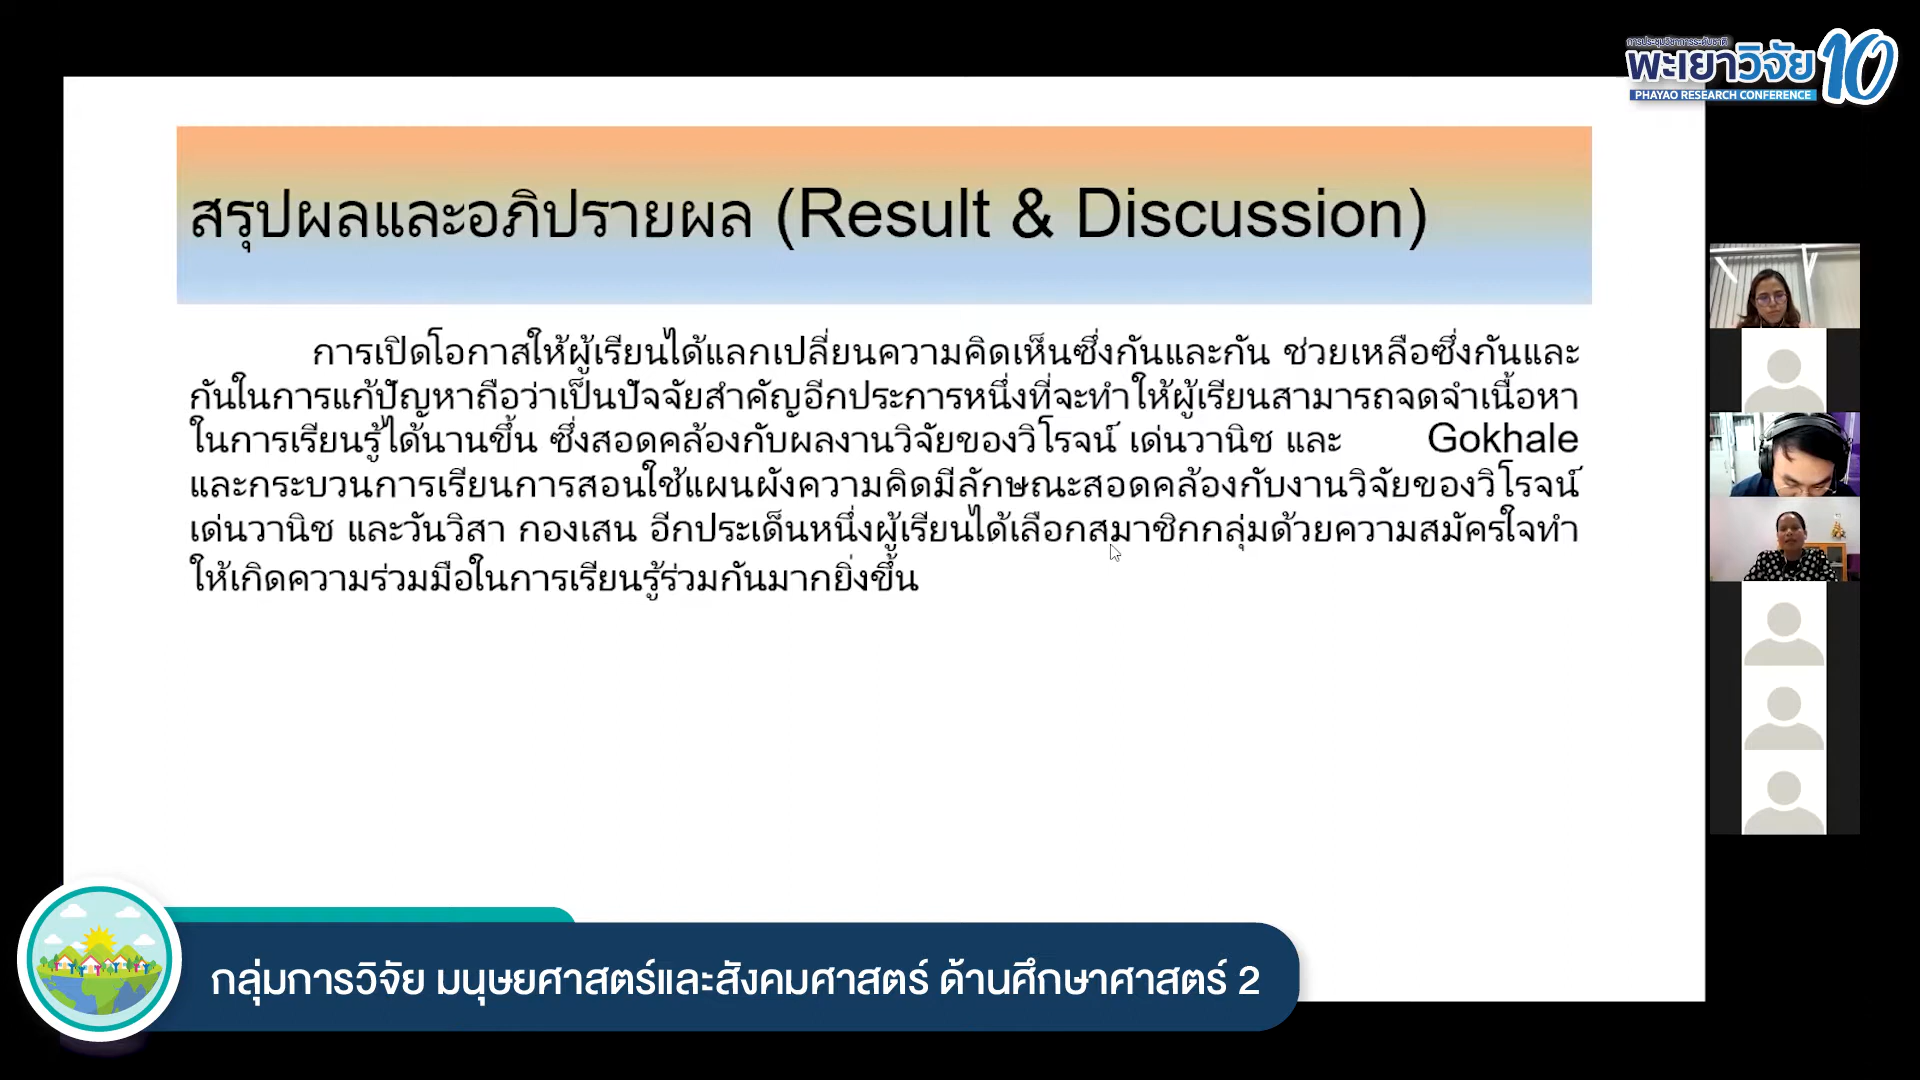 การประชุมวิชาการระดับชาติ
พะเยาวิจัย 10
PHAYAO RESEARCH CONFERENCE
สรุปผลและอภิปรายผล (Result & Discussion)
การเปิดโอกาสให้ผู้เรียนได้แลกเปลี่ยนความคิดเห็นซึ่งกันและกัน ช่วยเหลือซึ่งกันและ
กันในการแก้ปัญหาถือว่าเป็นปัจจัยสำคัญอีกประการหนึ่งที่จะทำให้ผู้เรียนสามารถจดจำเนื้อหา
ในการเรียนรู้ได้นานขึ้น ซึ่งสอดคล้องกับผลงานวิจัยของวิโรจน์ เด่นวานิช และ Gokhale
และกระบวนการเรียนการสอนใช้แผนผังความคิดมีลักษณะสอดคล้องกับงานวิจัยของวิโรจน์
เด่นวานิช และวันวิสา กองเสน อีกประเด็นหนึ่งผู้เรียนได้เลือกสมาชิกกลุ่มด้วยความสมัครใจทำ
ให้เกิดความร่วมมือในการเรียนรู้ร่วมกันมากยิ่งขึ้น
กลุ่มการวิจัย มนุษยศาสตร์และสังคมศาสตร์ ด้านศึกษาศาสตร์ 2